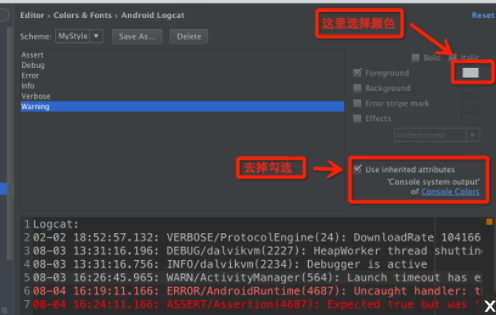 Editor › Colors & Fonts › Android Logcat
Reset
这里选择颜色
Scheme: MyStyle Save As... Delete
Assert
Debug
Error
Info
Verbose
Warning
Bold Italic
Foreground
Background
Error stripe mark
Effects
Underscored
去掉勾选
Use inherited attributes
'Console system output'
of Console Colors
1 Logcat:
2 02-02 18:52:57.132: VERBOSE/ProtocolEngine(24): DownloadRate 104166
3 08-03 13:31:16.196: DEBUG/dalvikvm(2227): HeapWorker thread shuttin
4 08-03 13:31:16.756: INFO/dalvikvm(2234): Debugger is active
5 08-03 16:26:45.965: WARN/ActivityManager(564): Launch timeout has e
6 08-04 16:19:11.166: ERROR/AndroidRuntime(4687): Uncaught handler: t
7 08-04 16:24:11.166: ASSERT/Assertion(4687): Expected true but was
X